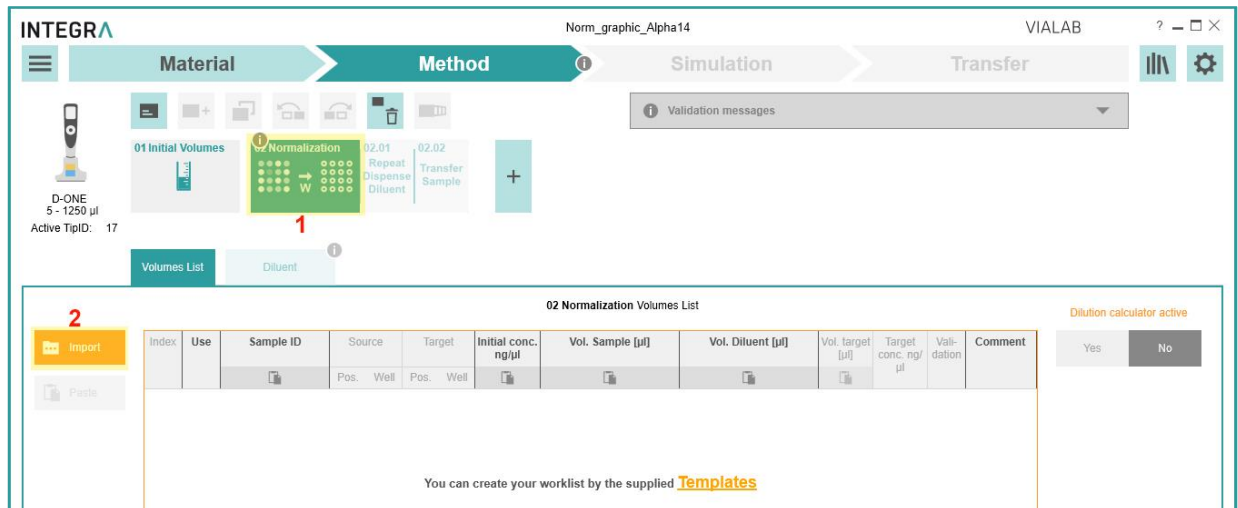 INTEGRA
Norm_graphic_Alpha14
VIALAB
?
Material
Method
i
Simulation
Transfer
i Validation messages
01 Initial Volumes
i
02 Normalization
W
02.01
Repeat
Dispense
Diluent
02.02
Transfer
Sample
+
D-ONE
5 - 1250 µl
Active TipID: 17
1
Volumes List
Diluent
i
02 Normalization Volumes List
Dilution calculator active
Yes
No
2
Import
Paste
Index
Use
Sample ID
Source
Pos. Well
Target
Pos. Well
Initial conc.
ng/µl
Vol. Sample [µl]
Vol. Diluent [µl]
Vol. target
[µl]
Target
conc. ng/
µl
Vali-
dation
Comment
You can create your worklist by the supplied Templates